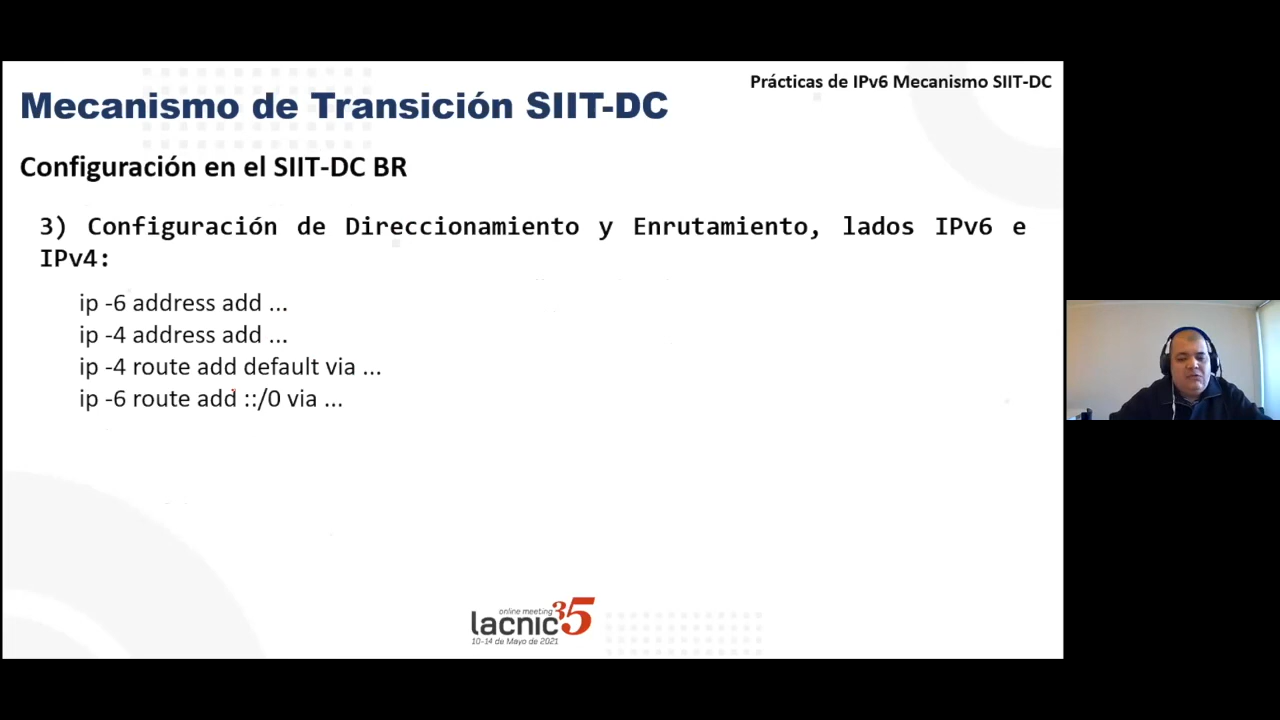 Prácticas de IPv6 Mecanismo SIIT-DC
Mecanismo de Transición SIIT-DC
Configuración en el SIIT-DC BR
3) Configuración de Direccionamiento y Enrutamiento, lados IPv6 e
IPv4:
ip -6 address add ...
ip -4 address add ...
ip -4 route add default via ...
ip -6 route add ::/0 via ...
online meeting
lacnic 35
10-14 de Mayo de 2021